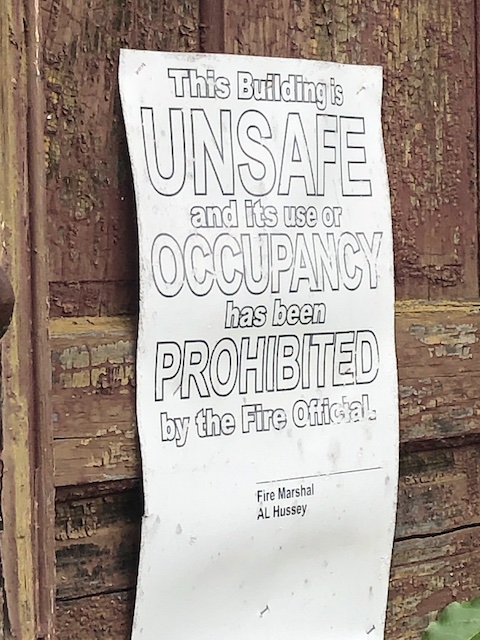 This Building is
UNSAFE
and its use or
OCCUPANCY
has been
PROHIBITED
by the Fire Official.
Fire Marshal
AL Hussey